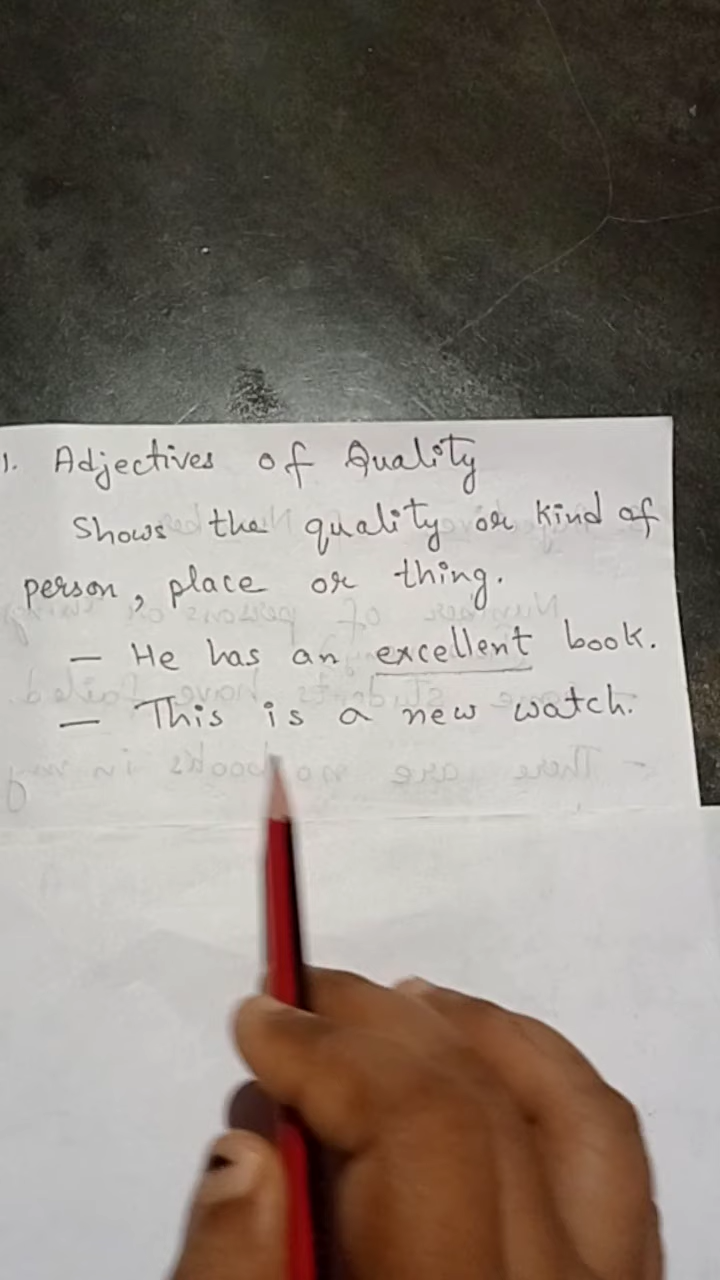 1. Adjectives of Quality
Shows the quality or kind of
person, place or thing.
- He has an excellent book.
- This is a new watch.